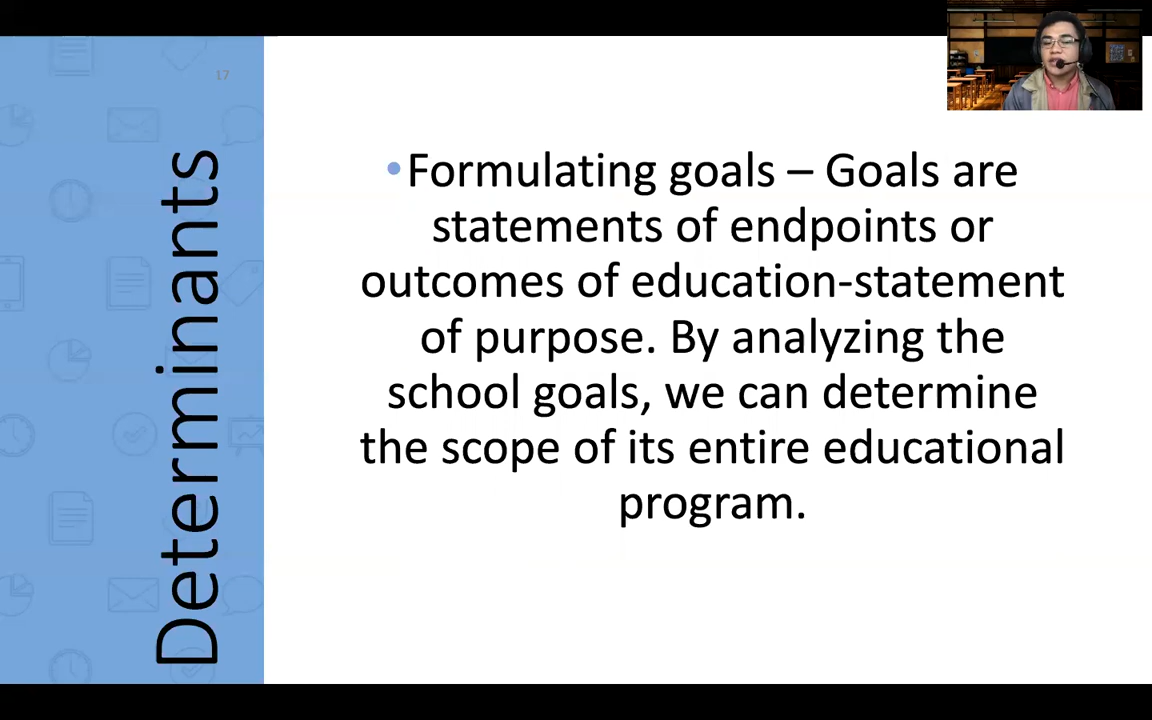 17
Determinants
•Formulating goals – Goals are
statements of endpoints or
outcomes of education-statement
of purpose. By analyzing the
school goals, we can determine
the scope of its entire educational
program.